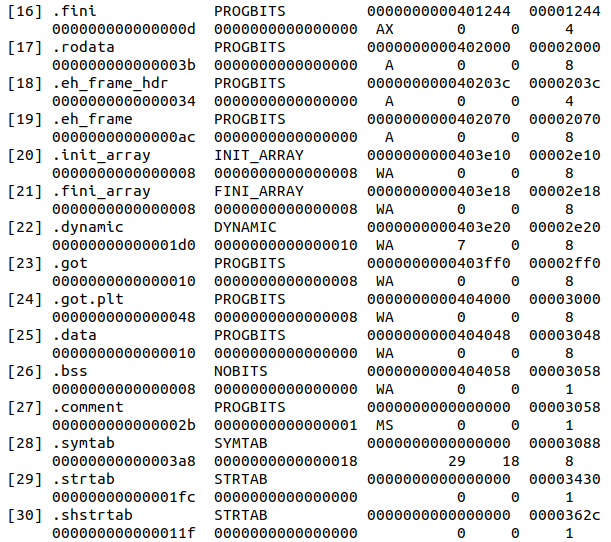 [16] .fini PROGBITS 0000000000401244 00001244
000000000000000d 0000000000000000 AX 0 0 4
[17] .rodata PROGBITS 0000000000402000 00002000
000000000000003b 0000000000000000 A 0 0 8
[18] .eh_frame_hdr PROGBITS 000000000040203c 0000203c
0000000000000034 0000000000000000 A 0 0 4
[19] .eh_frame PROGBITS 0000000000402070 00002070
00000000000000ac 0000000000000000 A 0 0 8
[20] .init_array INIT_ARRAY 0000000000403e10 00002e10
0000000000000008 0000000000000008 WA 0 0 8
[21] .fini_array FINI_ARRAY 0000000000403e18 00002e18
0000000000000008 0000000000000008 WA 0 0 8
[22] .dynamic DYNAMIC 0000000000403e20 00002e20
00000000000001d0 0000000000000010 WA 7 0 8
[23] .got PROGBITS 0000000000403ff0 00002ff0
0000000000000010 0000000000000008 WA 0 0 8
[24] .got.plt PROGBITS 0000000000404000 00003000
0000000000000048 0000000000000008 WA 0 0 8
[25] .data PROGBITS 0000000000404048 00003048
0000000000000010 0000000000000000 WA 0 0 8
[26] .bss NOBITS 0000000000404058 00003058
0000000000000008 0000000000000000 WA 0 0 1
[27] .comment PROGBITS 0000000000000000 00003058
000000000000002b 0000000000000001 MS 0 0 1
[28] .symtab SYMTAB 0000000000000000 00003088
00000000000003a8 0000000000000018 29 18 8
[29] .strtab STRTAB 0000000000000000 00003430
00000000000001fc 0000000000000000 0 0 1
[30] .shstrtab STRTAB 0000000000000000 0000362c
000000000000011f 0000000000000000 0 0 1